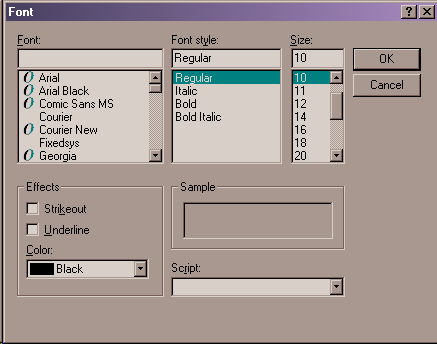 Font
Font:
Font style:
Size:
Regular
10
OK
Cancel
Arial
Arial Black
Comic Sans MS
Courier
Courier New
Fixedsys
Georgia
Regular
Italic
Bold
Bold Italic
10
11
12
14
16
18
20
Effects
Strikeout
Underline
Color:
Black
Sample
Script: